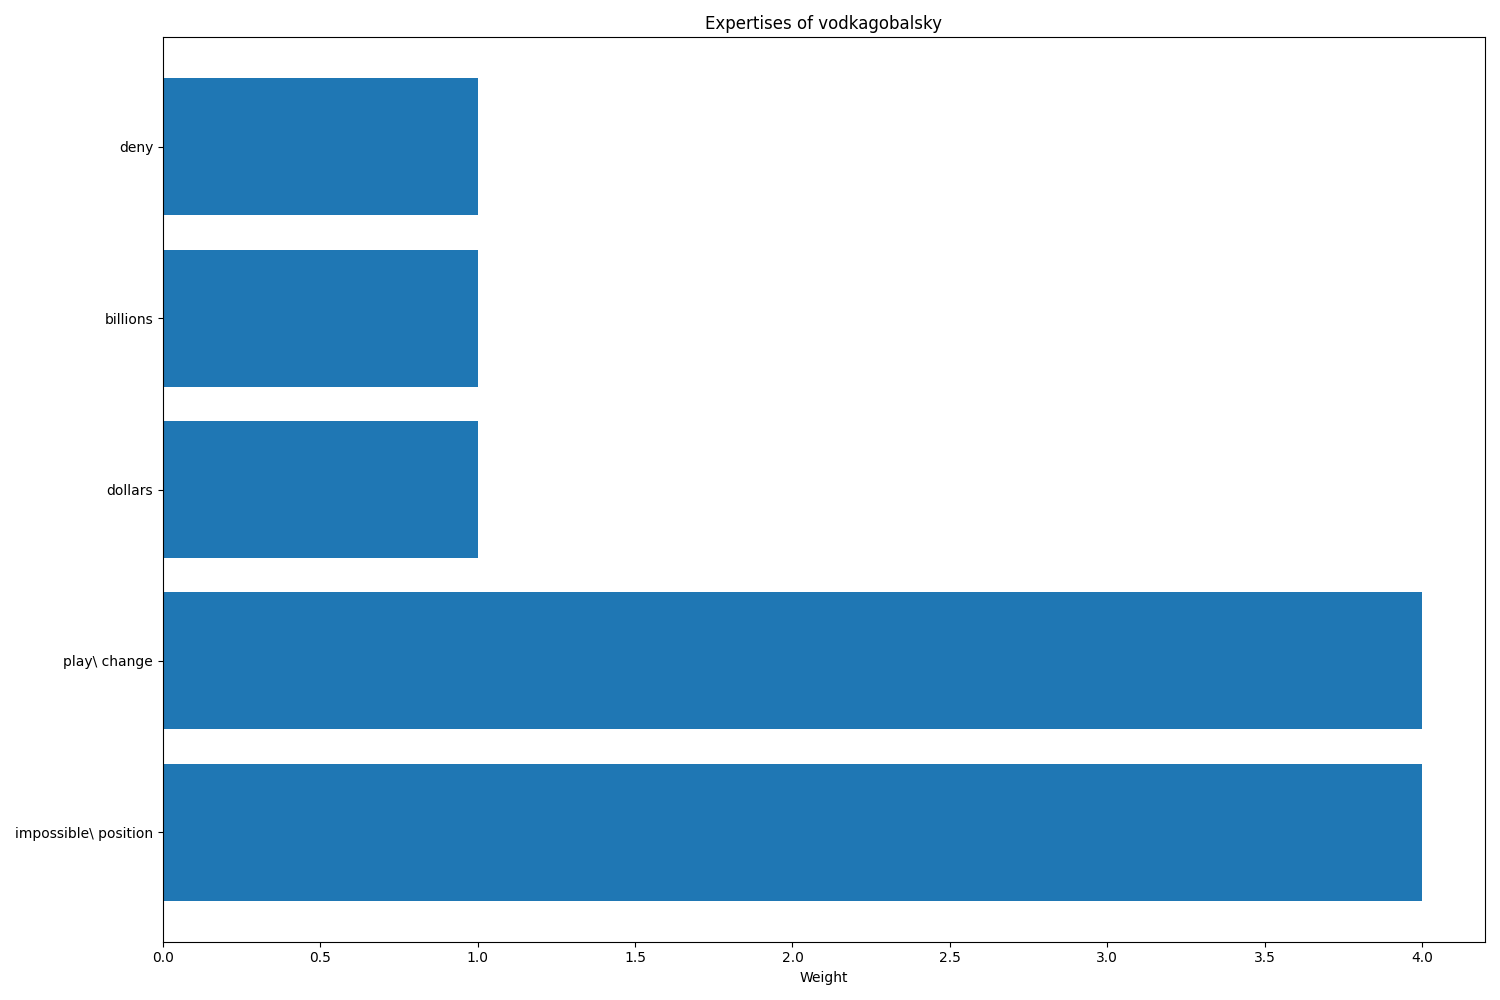 Expertises of vodkagobalsky
deny
billions
dollars
play\ change
impossible\ position
0.0 0.5 1.0 1.5 2.0 2.5 3.0 3.5 4.0
Weight